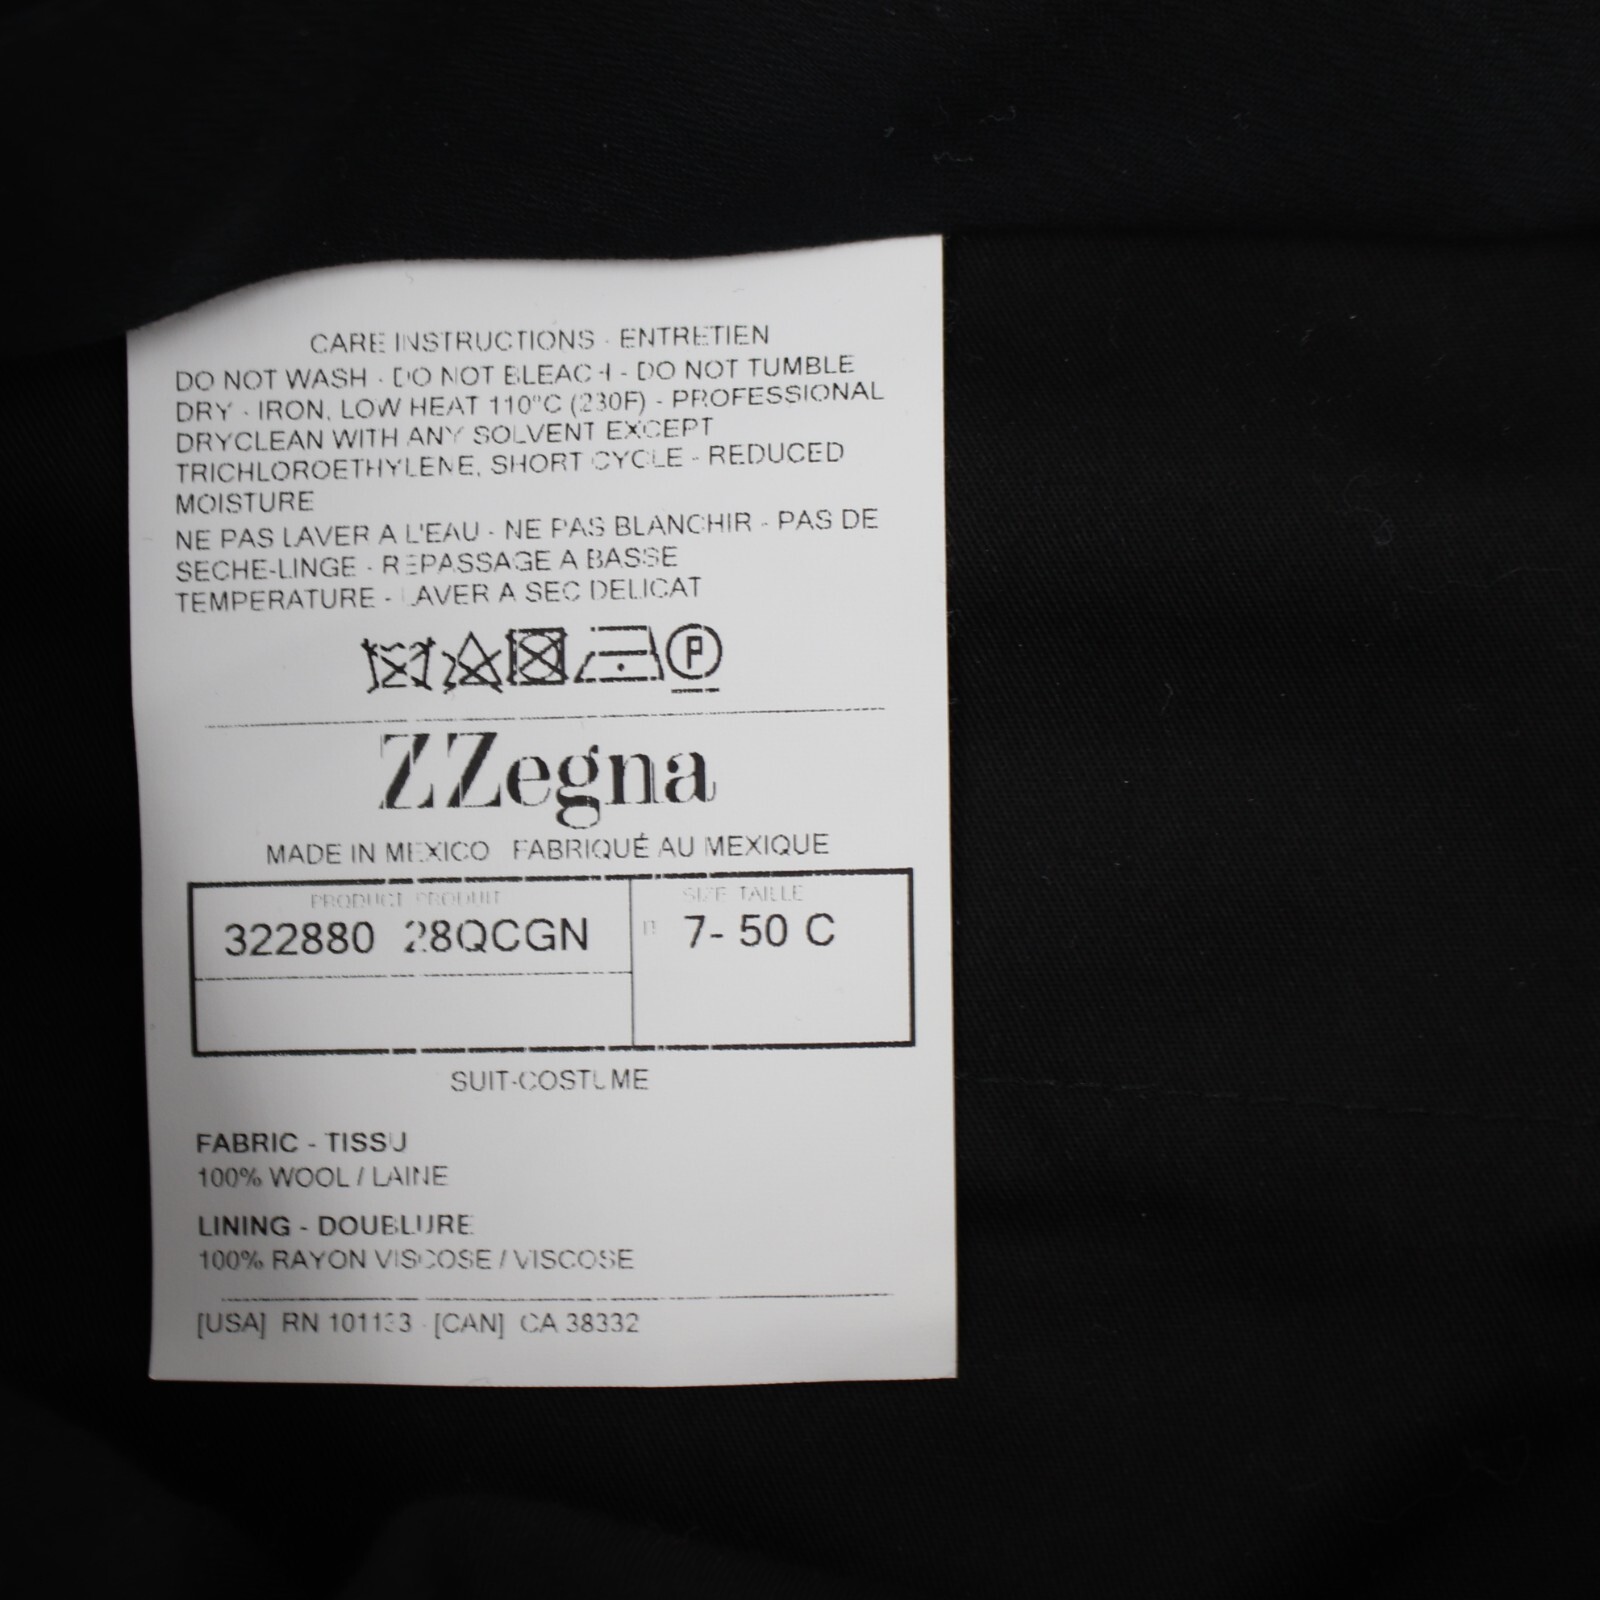 CARE INSTRUCTIONS - ENTRETIEN
DO NOT WASH - DO NOT BLEACH - DO NOT TUMBLE
DRY - IRON, LOW HEAT 110°C (230F) - PROFESSIONAL
DRYCLEAN WITH ANY SOLVENT EXCEPT
TRICHLOROETHYLENE, SHORT CYCLE - REDUCED
MOISTURE
NE PAS LAVER A L'EAU - NE PAS BLANCHIR - PAS DE
SECHE-LINGE - REPASSAGE A BASSE
TEMPERATURE - LAVER A SEC DELICAT
P
ZZegna
MADE IN MEXICO FABRIQUÉ AU MEXIQUE
PRODUCT PRODUIT SIZE TAILLE
322880 28QCGN 7- 50 C
SUIT-COSTUME
FABRIC - TISSU
100% WOOL / LAINE
LINING - DOUBLURE
100% RAYON VISCOSE / VISCOSE
[USA] RN 101133 - [CAN] CA 38332